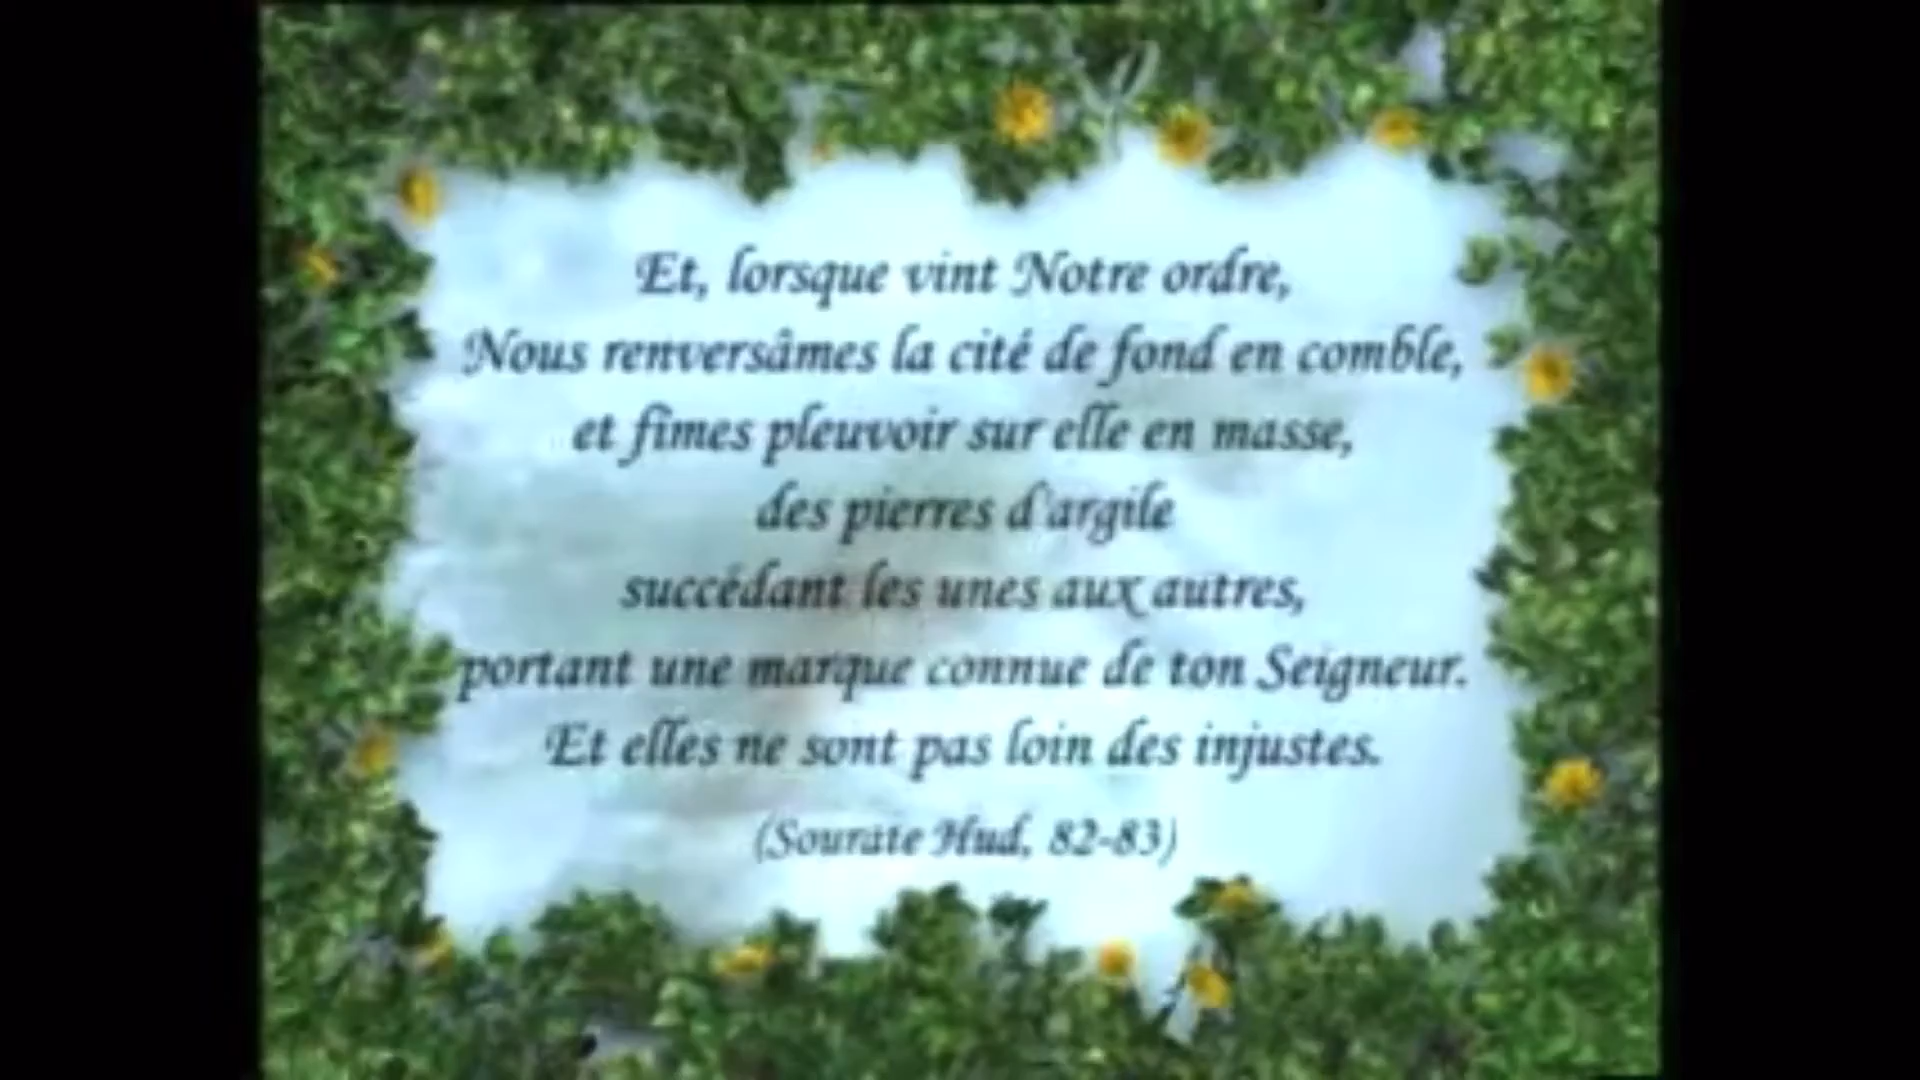 Et, lorsque vint Notre ordre,
Nous renversâmes la cité de fond en comble,
et fîmes pleuvoir sur elle en masse,
des pierres d'argile
succédant les unes aux autres,
portant une marque connue de ton Seigneur.
Et elles ne sont pas loin des injustes.
(Sourate Hud, 82-83)